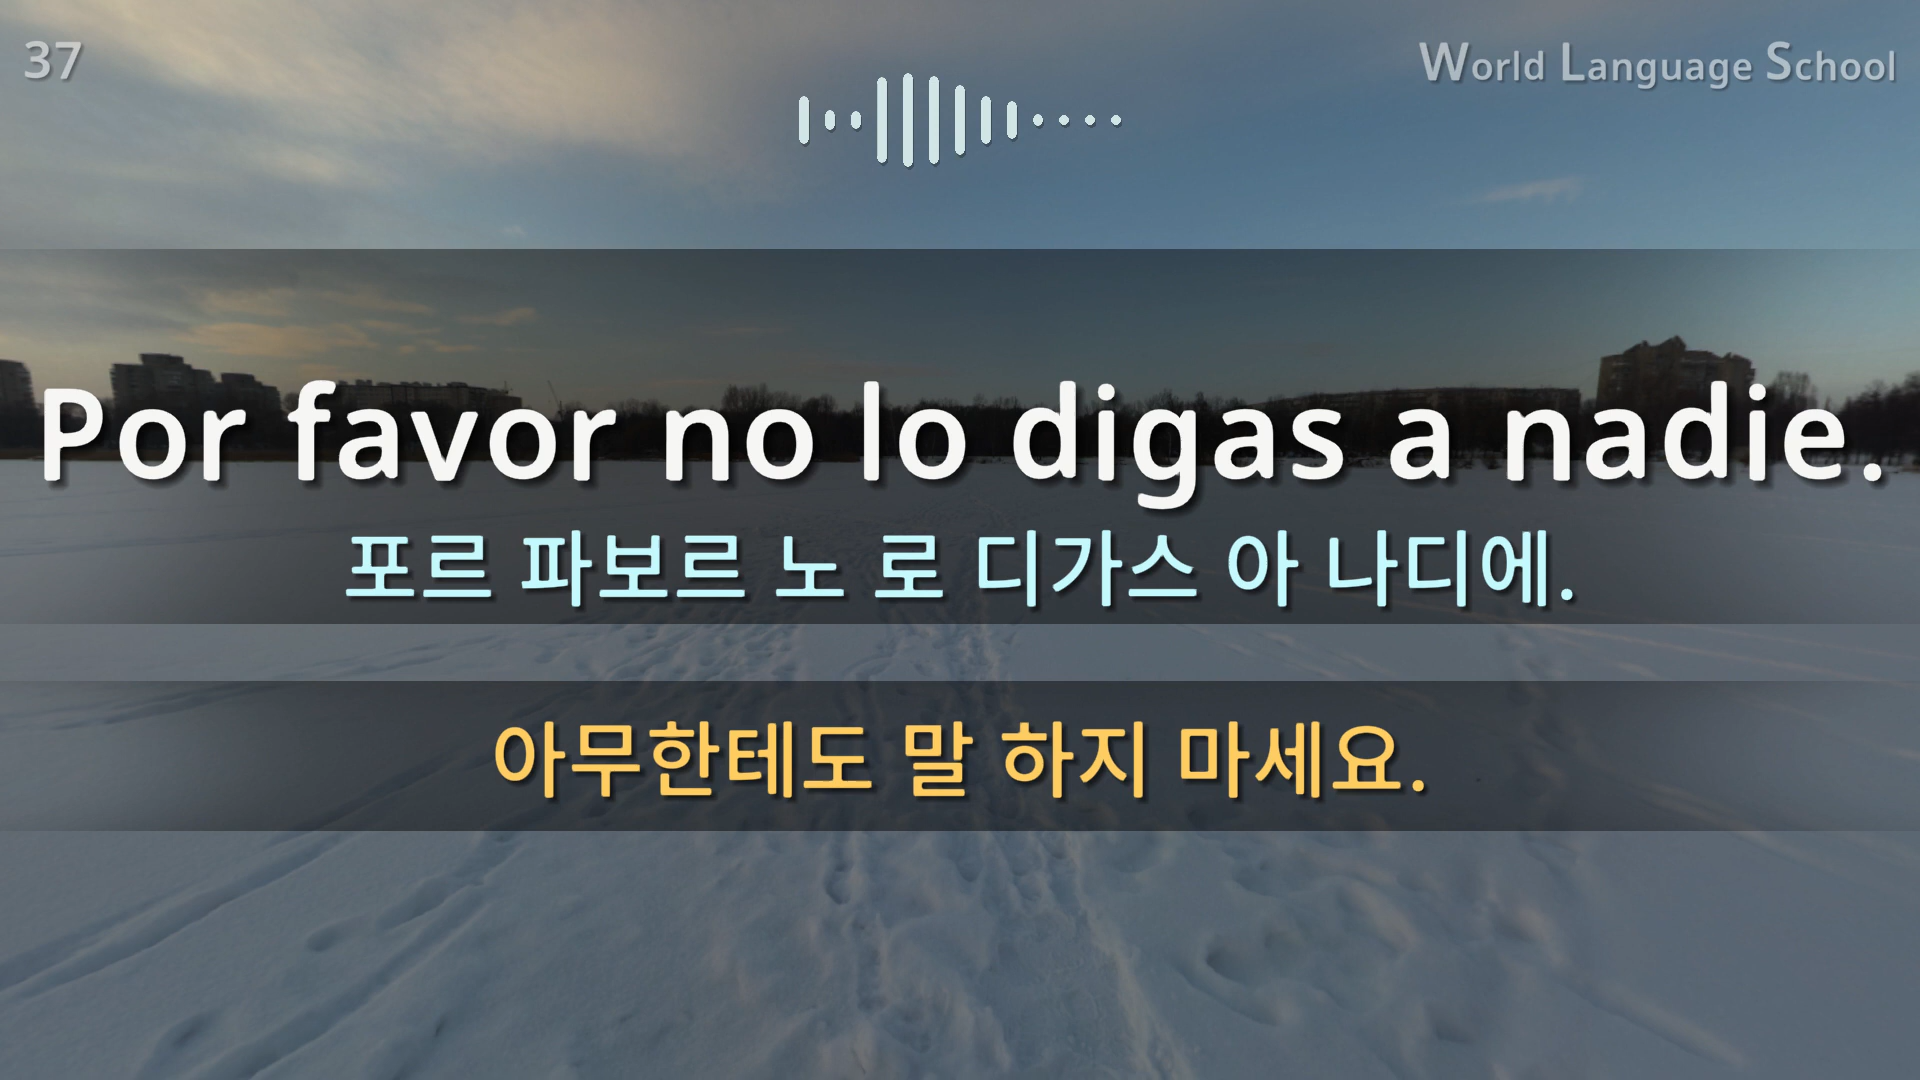 37
World Language School
Por favor no lo digas a nadie.
포르 파보르 노 로 디가스 아 나디에.
아무한테도 말 하지 마세요.